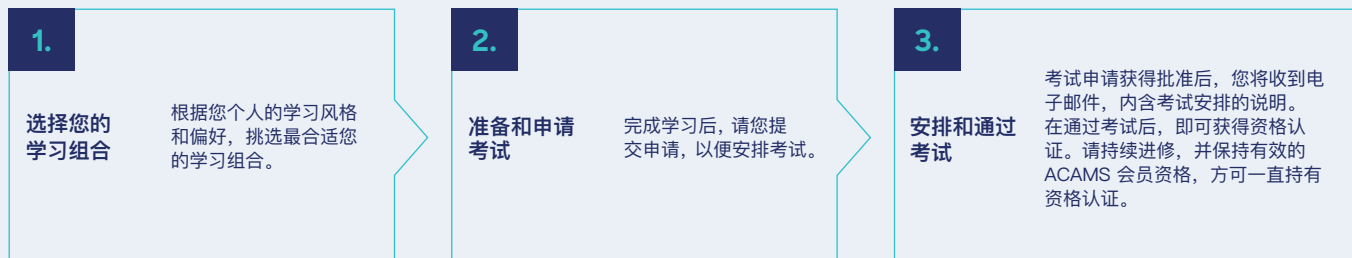 1.
选择您的
学习组合
根据您个人的学习风格
和偏好，挑选最合适您
的学习组合。
2.
准备和申请
考试
完成学习后，请您提
交申请，以便安排考试。
3.
安排和通过
考试
考试申请获得批准后，您将收到电
子邮件，内含考试安排的说明。
在通过考试后，即可获得资格认
证。请持续进修，并保持有效的
ACAMS 会员资格，方可一直持有
资格认证。